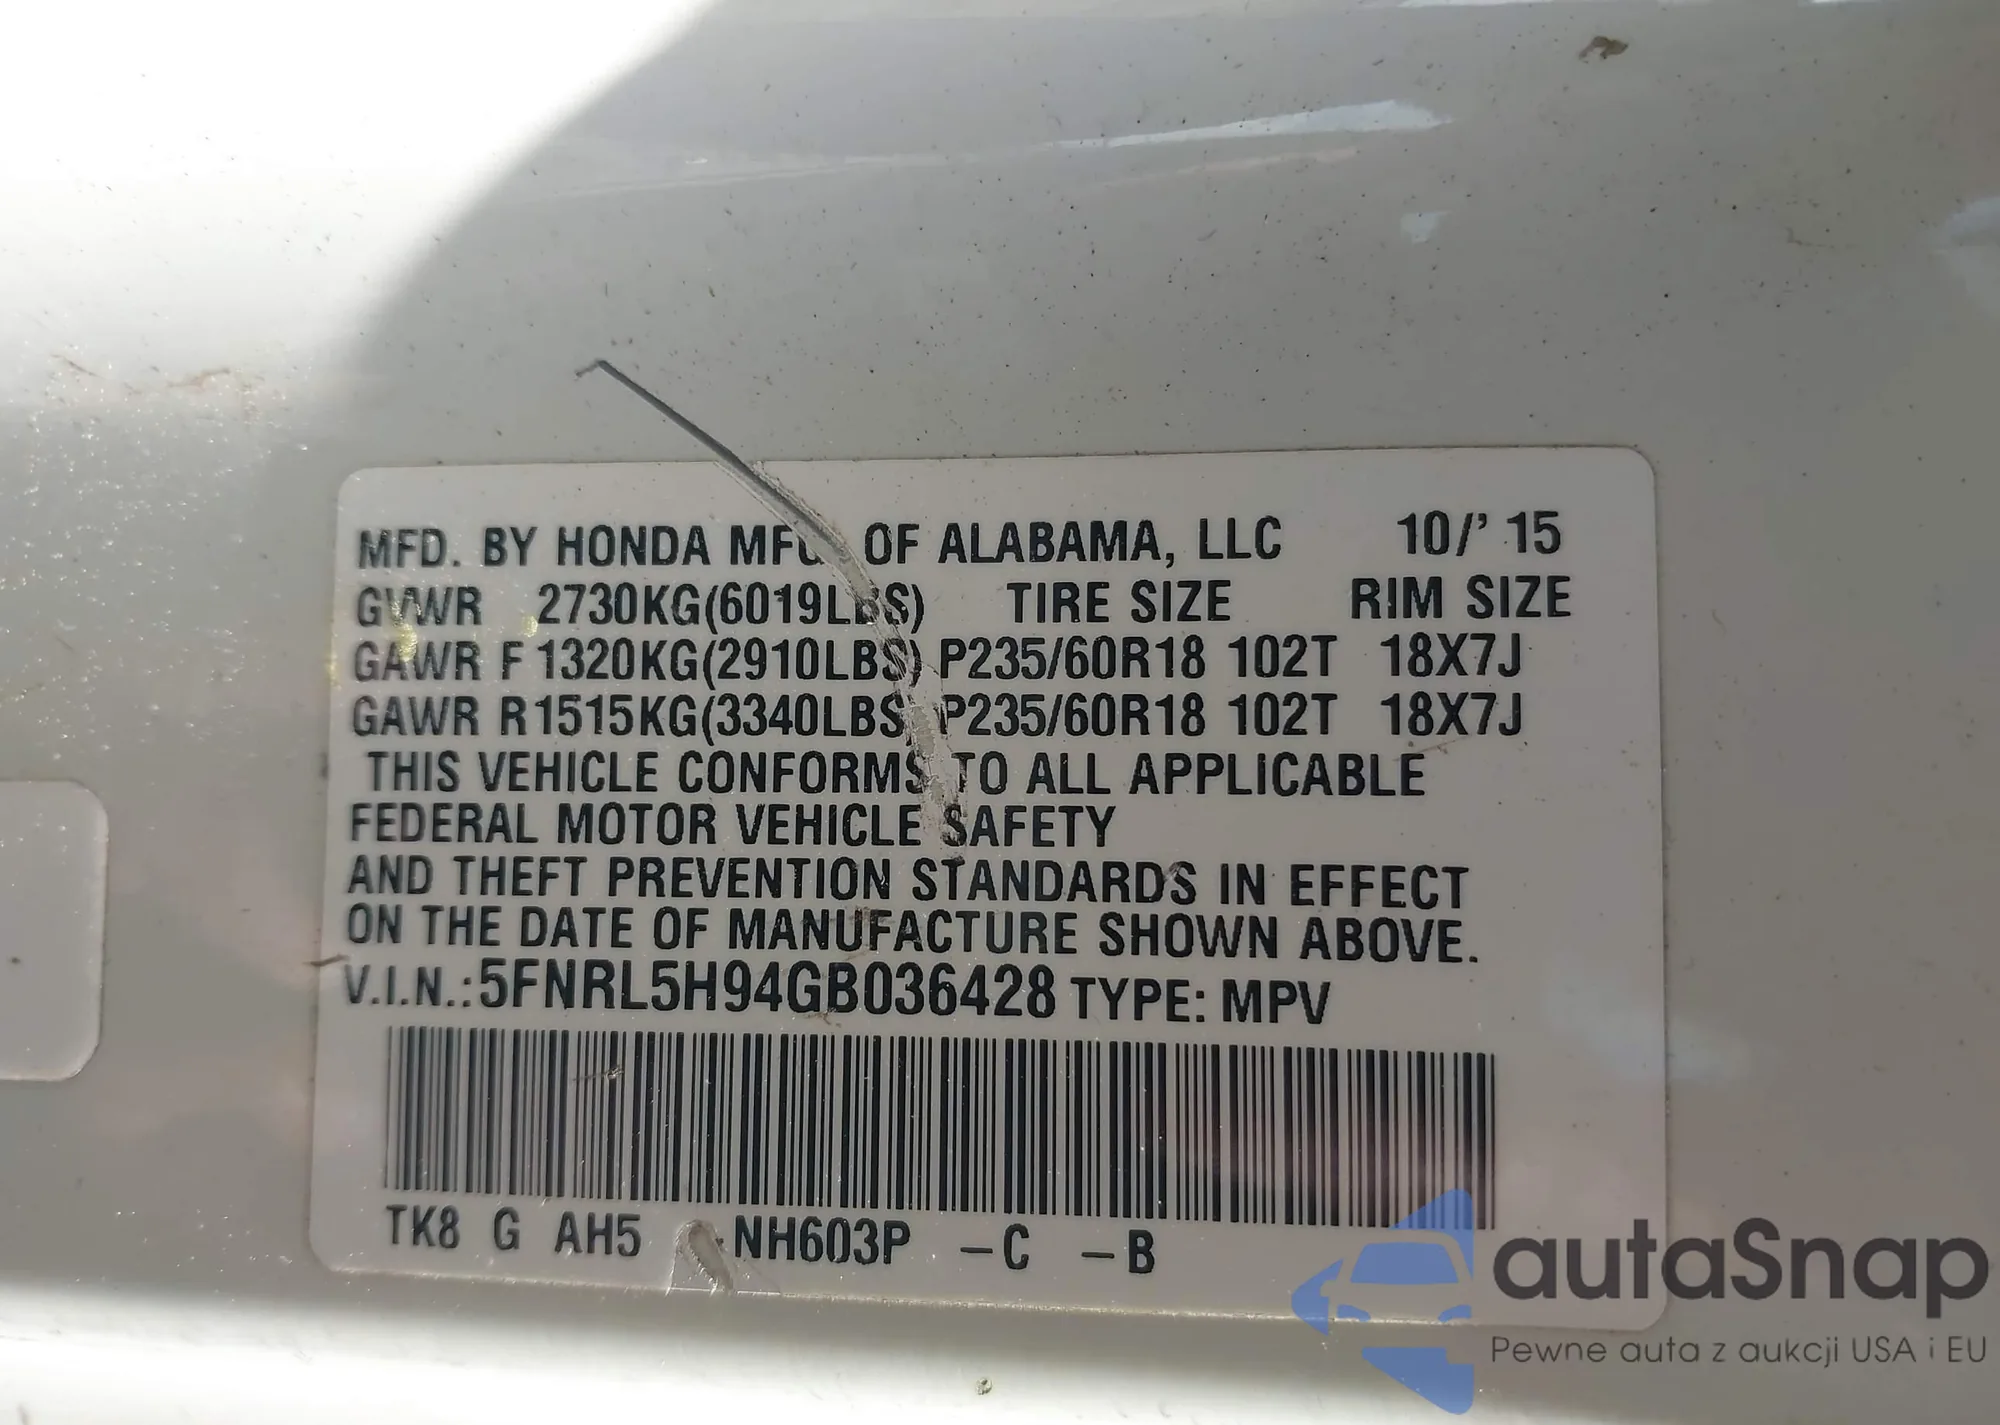 MFD. BY HONDA MFG. OF ALABAMA, LLC 10/'15
GVWR 2730KG(6019LBS) TIRE SIZE RIM SIZE
GAWR F 1320KG(2910LBS) P235/60R18 102T 18X7J
GAWR R 1515KG(3340LBS) P235/60R18 102T 18X7J
THIS VEHICLE CONFORMS TO ALL APPLICABLE
FEDERAL MOTOR VEHICLE SAFETY
AND THEFT PREVENTION STANDARDS IN EFFECT
ON THE DATE OF MANUFACTURE SHOWN ABOVE.
V.I.N.:5FNRL5H94GB036428 TYPE: MPV
TK8 G AH5 NH603P -C -B
autaSnap
Pewne auta z aukcji USA i EU